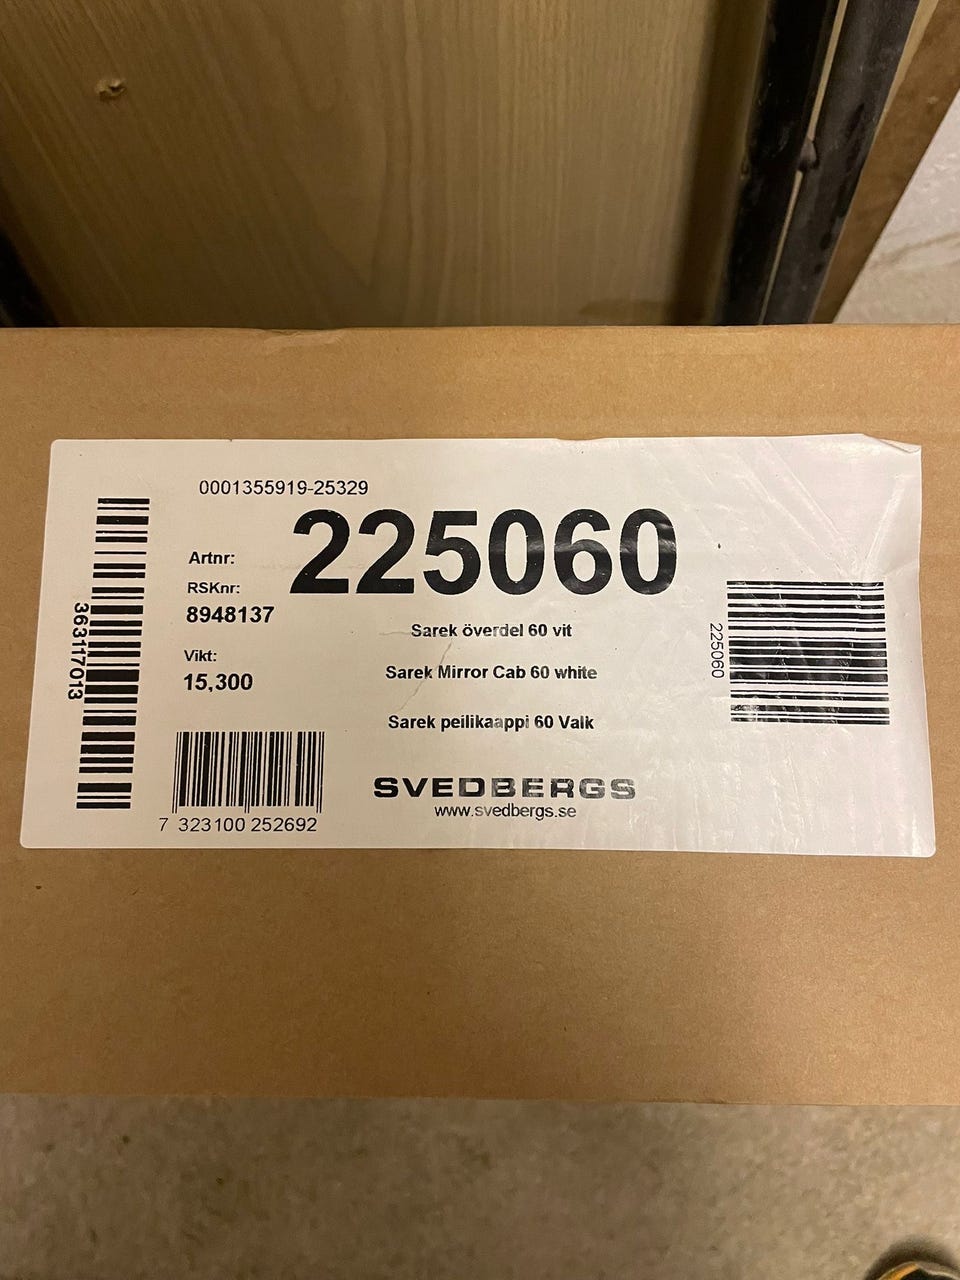 0001355919-25329
Artnr:
225060
RSKnr:
8948137
Sarek överdel 60 vit
Vikt:
15,300
Sarek Mirror Cab 60 white
Sarek peilikaappi 60 Valk
SVEDBERGS
www.svedbergs.se
7 323100 252692
363117013
225060